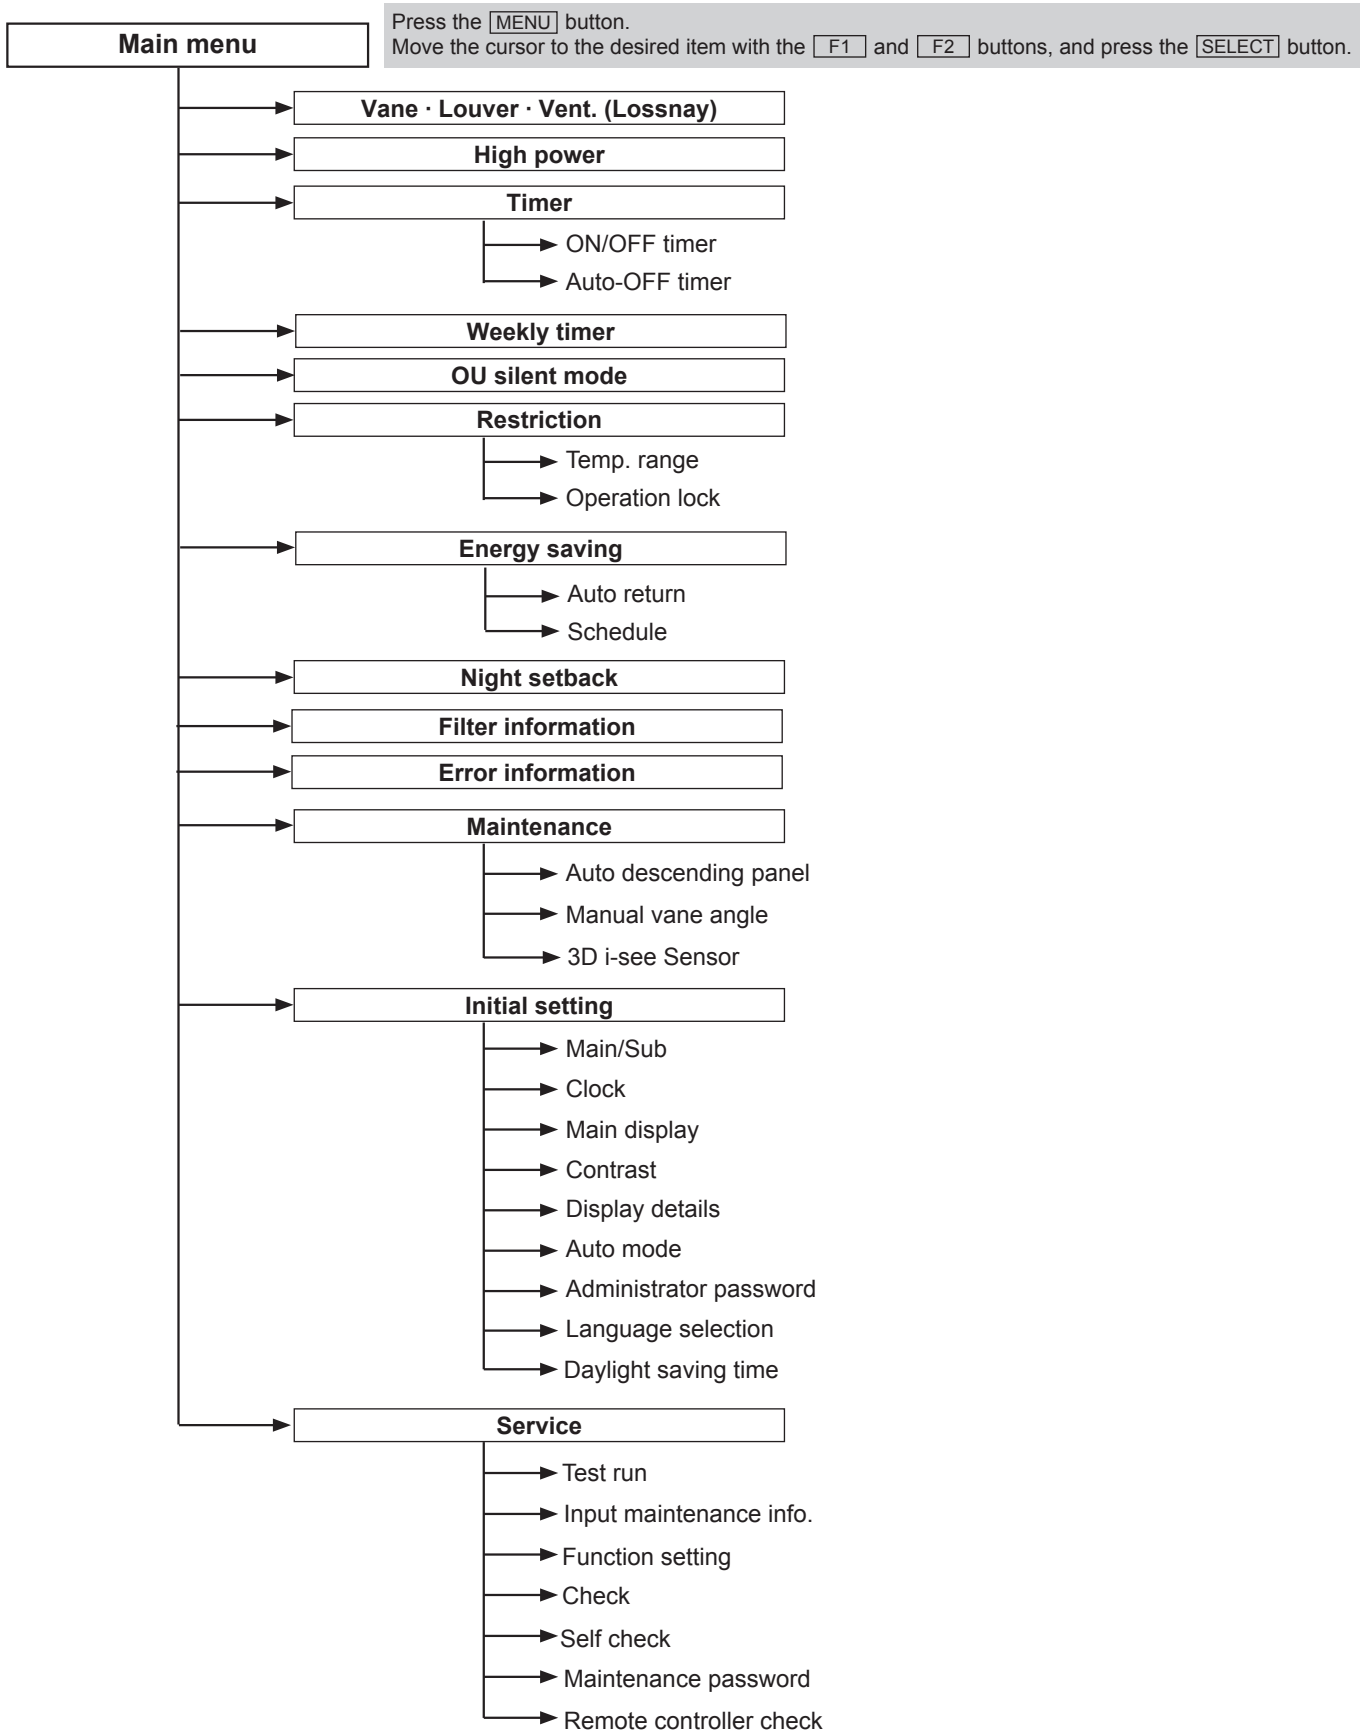 Main menu
Press the MENU button.
Move the cursor to the desired item with the F1 and F2 buttons, and press the SELECT button.
Vane · Louver · Vent. (Lossnay)
High power
Timer
ON/OFF timer
Auto-OFF timer
Weekly timer
OU silent mode
Restriction
Temp. range
Operation lock
Energy saving
Auto return
Schedule
Night setback
Filter information
Error information
Maintenance
Auto descending panel
Manual vane angle
3D i-see Sensor
Initial setting
Main/Sub
Clock
Main display
Contrast
Display details
Auto mode
Administrator password
Language selection
Daylight saving time
Service
Test run
Input maintenance info.
Function setting
Check
Self check
Maintenance password
Remote controller check